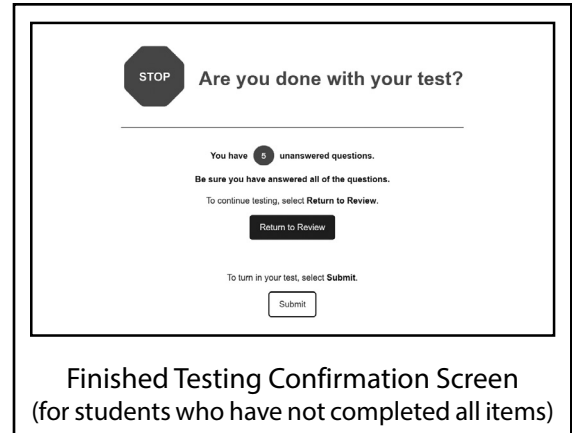 STOP
Are you done with your test?
You have 5 unanswered questions.
Be sure you have answered all of the questions.
To continue testing, select Return to Review.
Return to Review
To turn in your test, select Submit.
Submit
Finished Testing Confirmation Screen
(for students who have not completed all items)